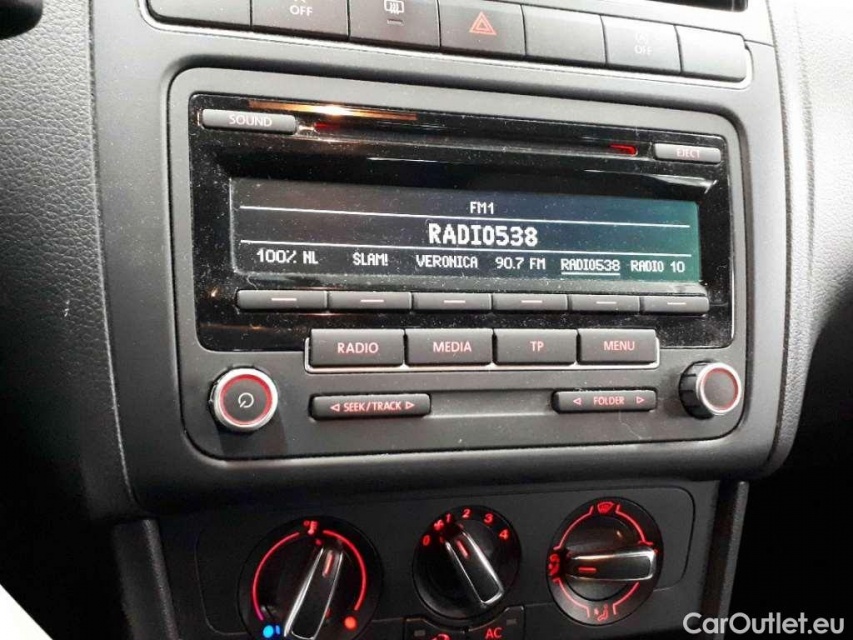 OFF
OFF
SOUND
EJECT
FM1
RADIO538
100% NL SLAM! VERONICA 90.7 FM RADIO538 RADIO 10
RADIO MEDIA TP MENU
SEEK/TRACK FOLDER
0 1 2 3 4
AC
CarOutlet.eu